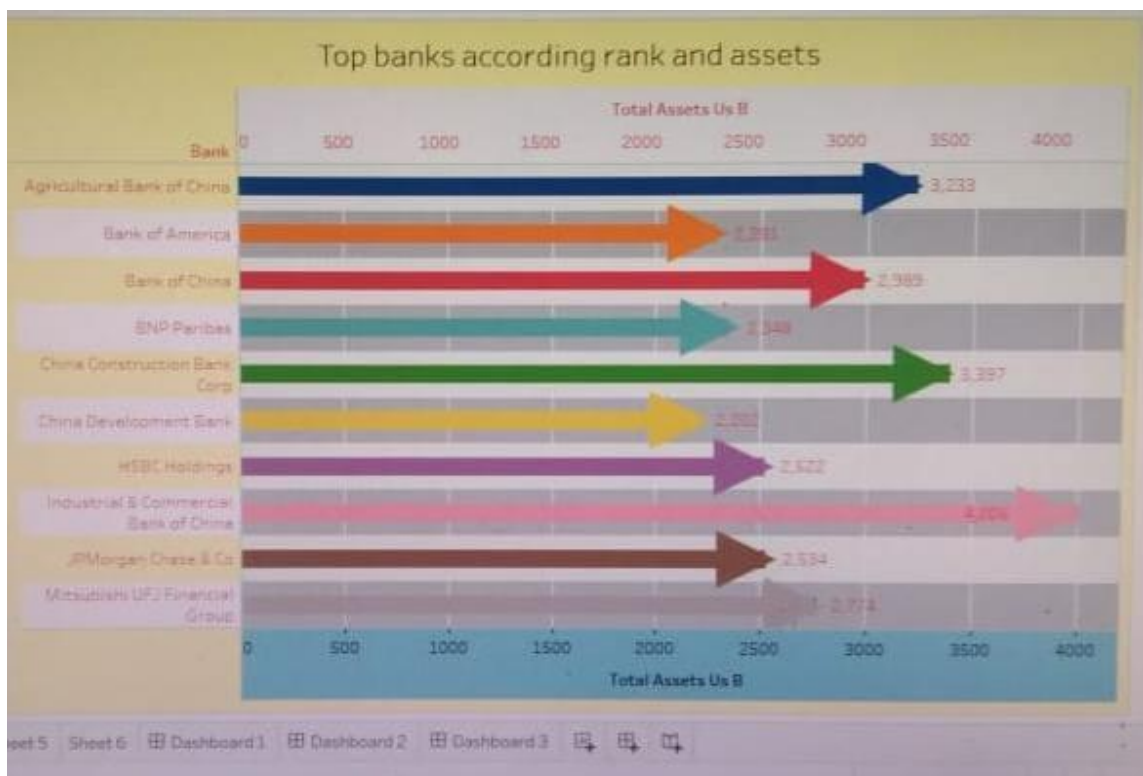 Top banks according rank and assets
Total Assets Us B
Bank 0 500 1000 1500 2000 2500 3000 3500 4000
Agricultural Bank of China 3,233
Bank of America
Bank of China 2,989
BNP Paribas
China Construction Bank 3,397
Corp
China Development Bank
HSBC Holdings 2,522
Industrial & Commercial
Bank of China
JPMorgan Chase & Co 2,534
Mitsubishi UFJ Financial 2,774
Group
0 500 1000 1500 2000 2500 3000 3500 4000
Total Assets Us B
Sheet 6 Dashboard 1 Dashboard 2 Dashboard 3